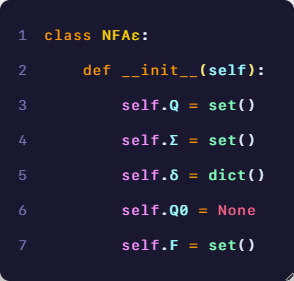 1 class NFAε:
2     def __init__(self):
3         self.Q = set()
4         self.Σ = set()
5         self.δ = dict()
6         self.Q0 = None
7         self.F = set()